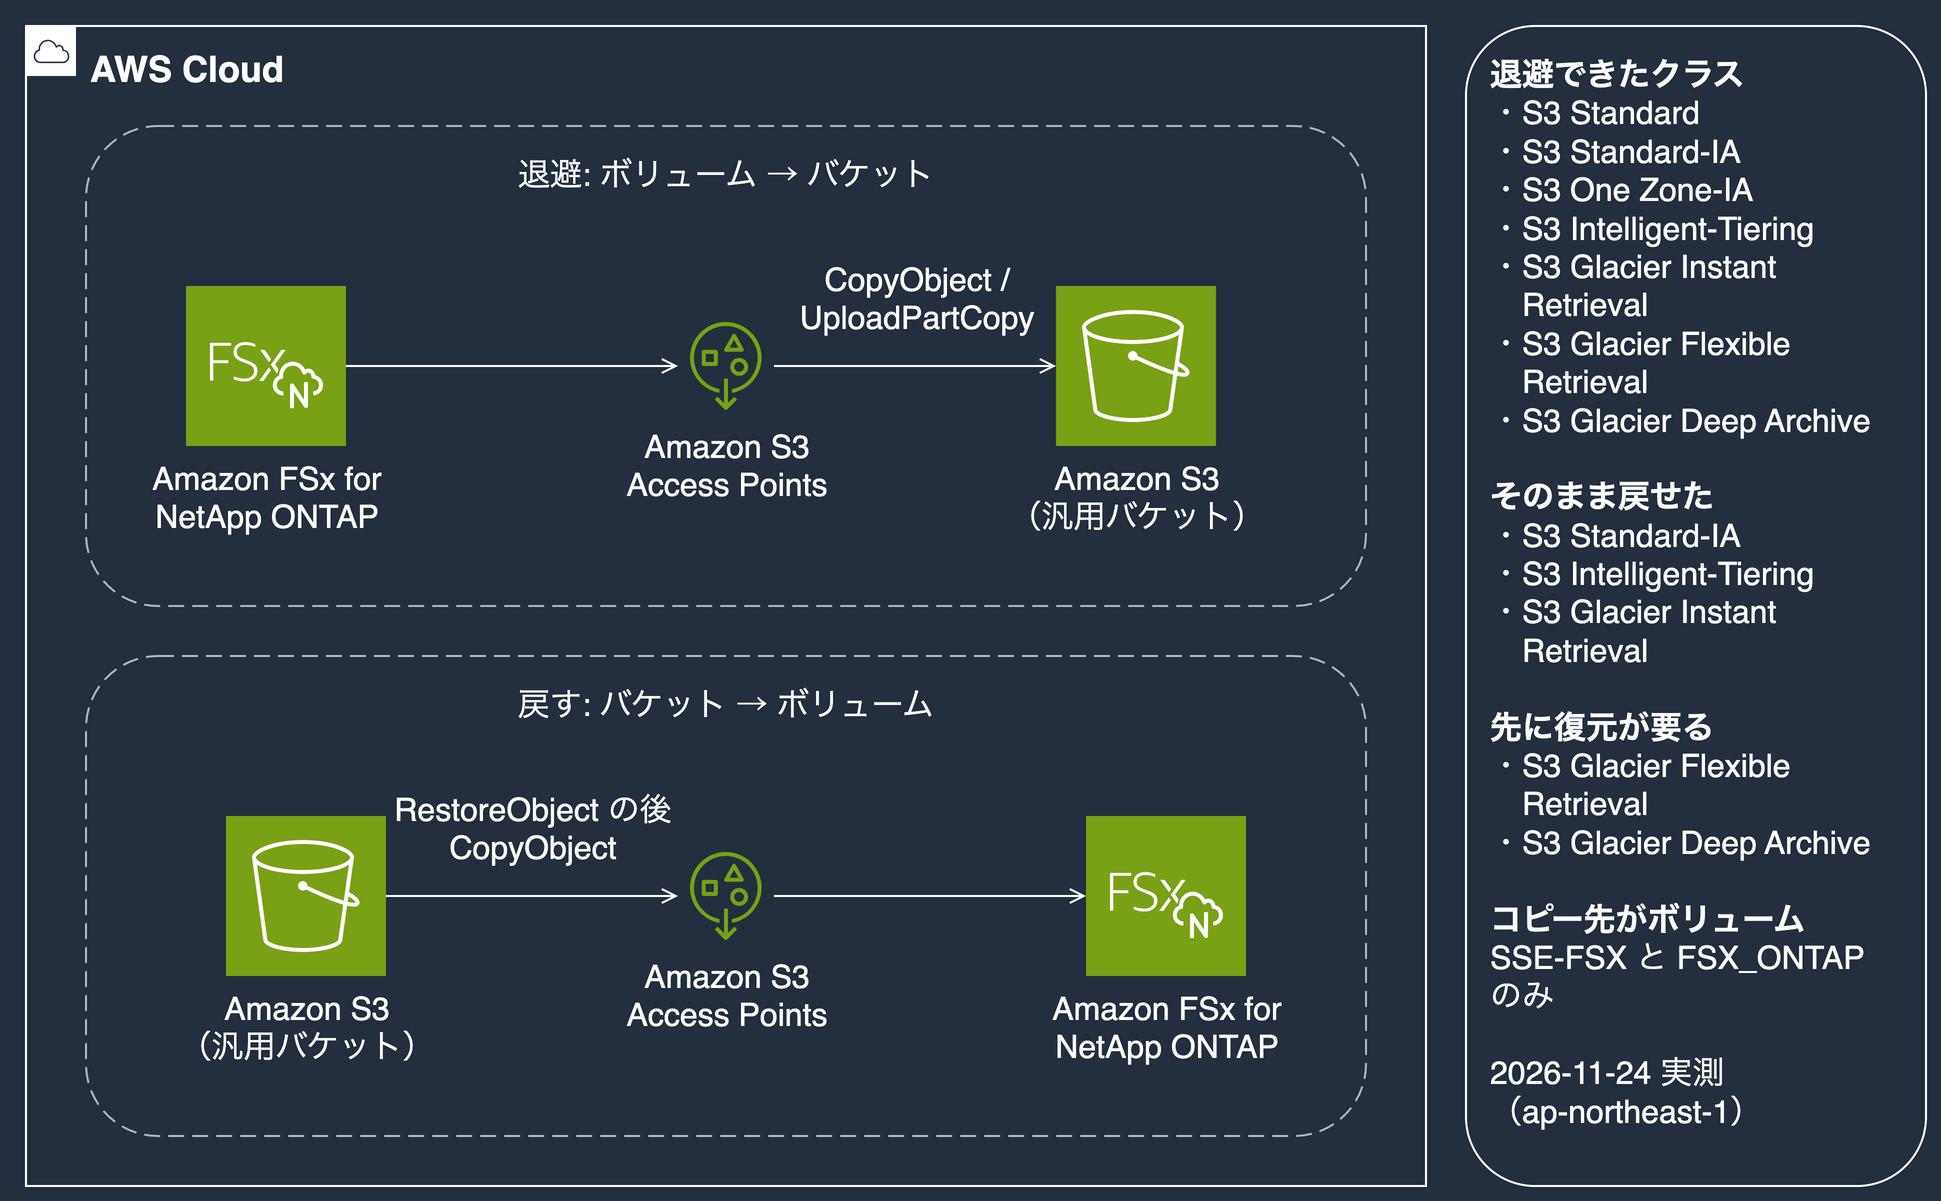 AWS Cloud
退避: ボリューム → バケット
CopyObject /
UploadPartCopy
FSx
N
Amazon FSx for
NetApp ONTAP
Amazon S3
Access Points
Amazon S3
（汎用バケット）
戻す: バケット → ボリューム
RestoreObject の後
CopyObject
FSx
N
Amazon S3
（汎用バケット）
Amazon S3
Access Points
Amazon FSx for
NetApp ONTAP
退避できたクラス
・S3 Standard
・S3 Standard-IA
・S3 One Zone-IA
・S3 Intelligent-Tiering
・S3 Glacier Instant
Retrieval
・S3 Glacier Flexible
Retrieval
・S3 Glacier Deep Archive
そのまま戻せた
・S3 Standard-IA
・S3 Intelligent-Tiering
・S3 Glacier Instant
Retrieval
先に復元が要る
・S3 Glacier Flexible
Retrieval
・S3 Glacier Deep Archive
コピー先がボリューム
SSE-FSX と FSX_ONTAP
のみ
2026-11-24 実測
（ap-northeast-1）